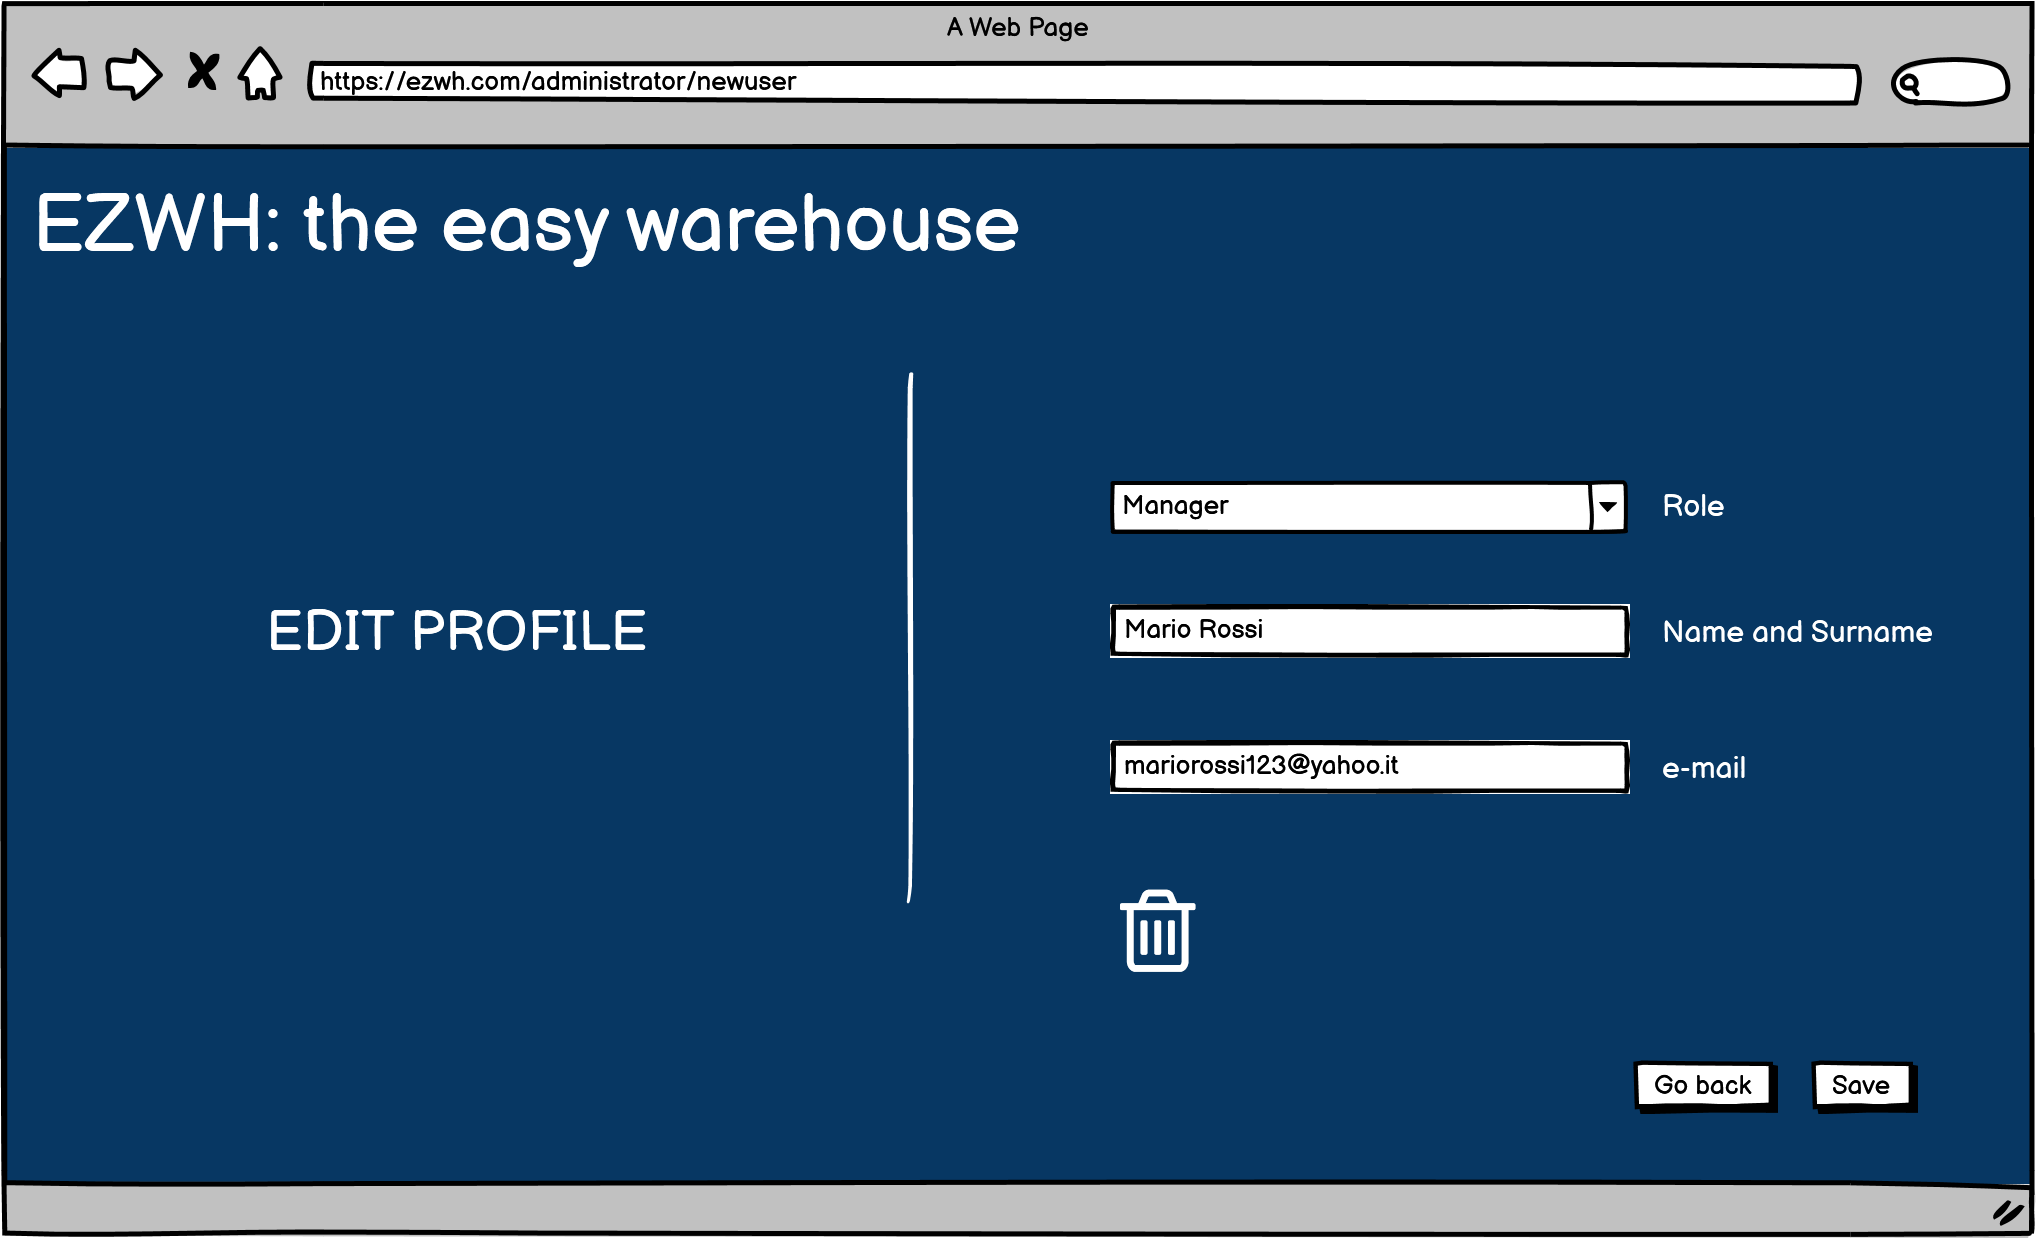 A Web Page
https://ezwh.com/administrator/newuser
EZWH: the easy warehouse
EDIT PROFILE
Manager
Role
Mario Rossi
Name and Surname
mariorossi123@yahoo.it
e-mail
Go back
Save